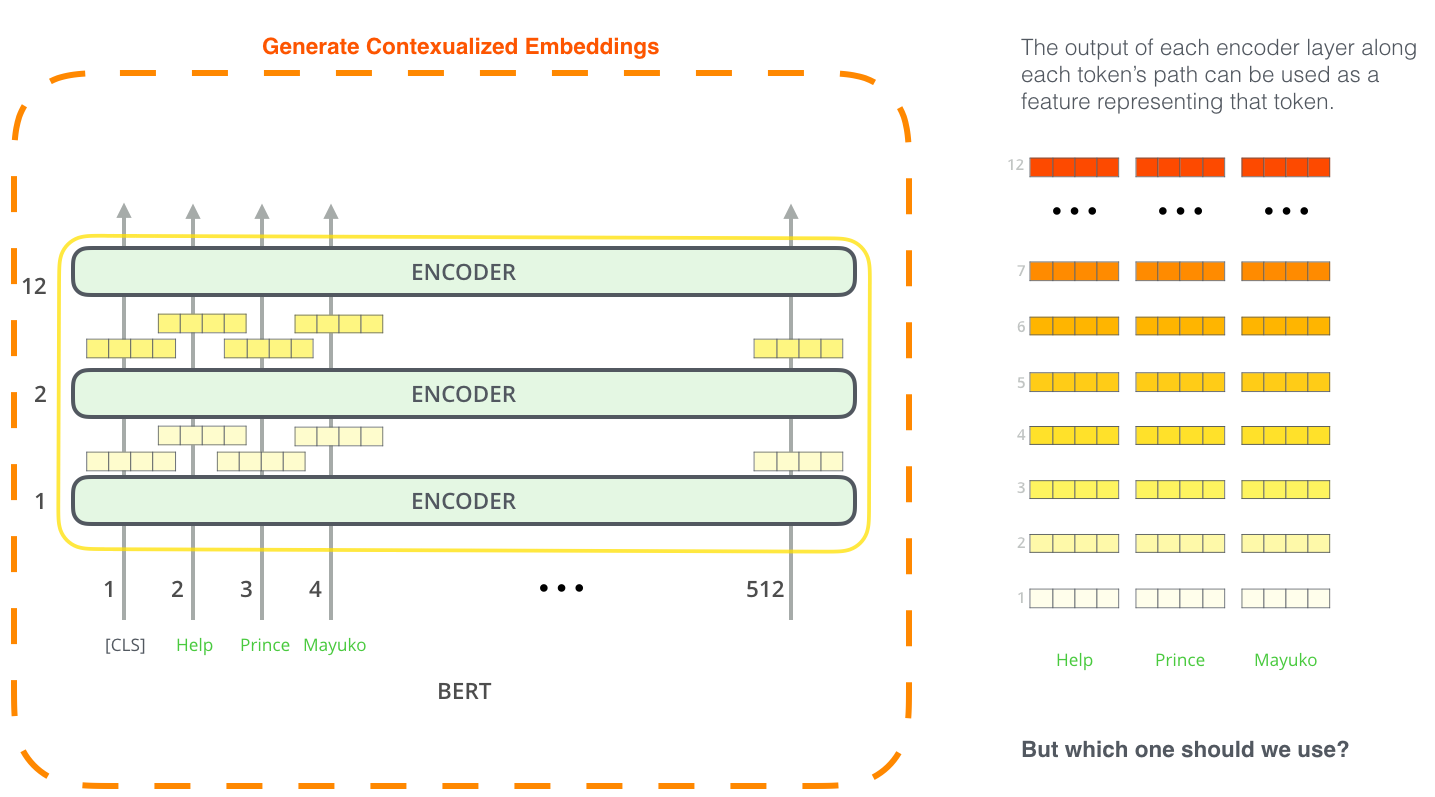 Generate Contexualized Embeddings
ENCODER
12
ENCODER
2
ENCODER
1
1 2 3 4 ••• 512
[CLS] Help Prince Mayuko
BERT
The output of each encoder layer along
each token's path can be used as a
feature representing that token.
12
•••  •••  •••
7
6
5
4
3
2
1
Help Prince Mayuko
But which one should we use?